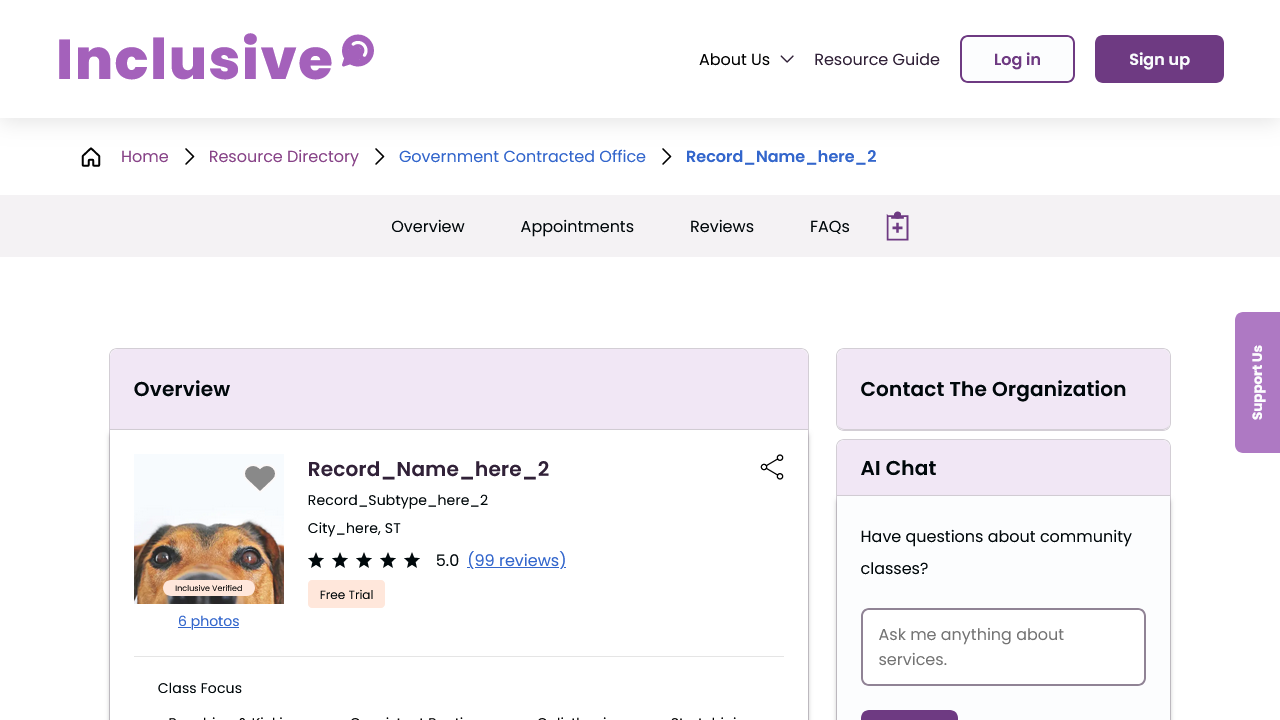 Inclusive
About Us
Resource Guide
Log in
Sign up
Home
Resource Directory
Government Contracted Office
Record_Name_here_2
Overview
Appointments
Reviews
FAQs
Support Us
Overview
Record_Name_here_2
Record_Subtype_here_2
City_here, ST
5.0 (99 reviews)
Free Trial
Inclusive Verified
6 photos
Class Focus
Contact The Organization
AI Chat
Have questions about community
classes?
Ask me anything about
services.